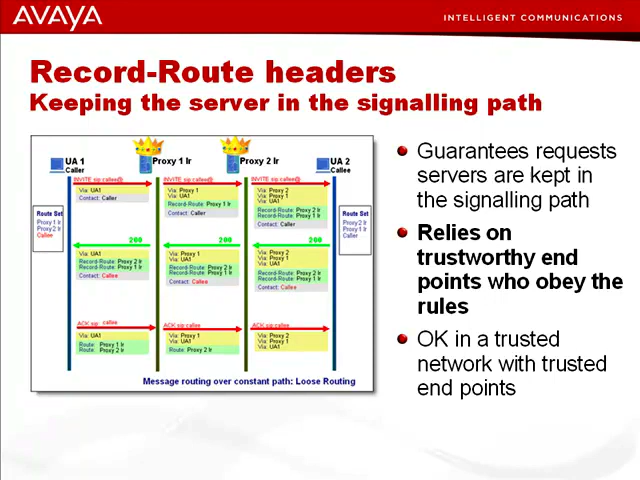 AVAYA
INTELLIGENT COMMUNICATIONS
Record-Route headers
Keeping the server in the signalling path
UA 1
Caller
Proxy 1 lr
Proxy 2 lr
UA 2
Callee
INVITE sip:callee@
INVITE sip:callee@
INVITE sip:callee@
Via: UA1
Contact: Caller
Via: Proxy 1
Via: UA1
Record-Route: Proxy 1 lr
Contact: Caller
Via: Proxy 2
Via: Proxy 1
Via: UA1
Record-Route: Proxy 2 lr
Record-Route: Proxy 1 lr
Contact: Caller
Route Set
Proxy 1 lr
Proxy 2 lr
Callee
Route Set
Proxy 2 lr
Proxy 1 lr
Caller
200
200
200
Via: UA1
Record-Route: Proxy 2 lr
Record-Route: Proxy 1 lr
Contact: Callee
Via: Proxy 1
Via: UA1
Record-Route: Proxy 2 lr
Record-Route: Proxy 1 lr
Contact: Callee
Via: Proxy 2
Via: Proxy 1
Via: UA1
Record-Route: Proxy 2 lr
Record-Route: Proxy 1 lr
Contact: Callee
ACK sip: callee
ACK sip:callee
ACK sip:callee
Via: UA1
Route: Proxy 1 lr
Route: Proxy 2 lr
Via: Proxy 1
Via: UA1
Route: Proxy 2 lr
Via: Proxy 2
Via: Proxy 1
Via: UA1
Message routing over constant path: Loose Routing
Guarantees requests
servers are kept in
the signalling path
Relies on
trustworthy end
points who obey the
rules
OK in a trusted
network with trusted
end points